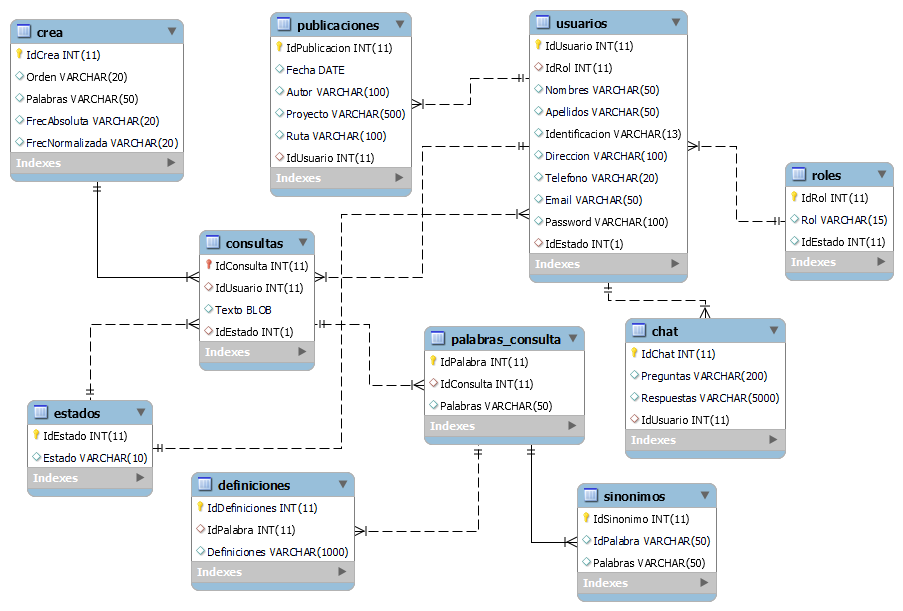 crea
IdCrea INT(11)
Orden VARCHAR(20)
Palabras VARCHAR(50)
FrecAbsoluta VARCHAR(20)
FrecNormalizada VARCHAR(20)
Indexes
publicaciones
IdPublicacion INT(11)
Fecha DATE
Autor VARCHAR(100)
Proyecto VARCHAR(500)
Ruta VARCHAR(100)
IdUsuario INT(11)
Indexes
usuarios
IdUsuario INT(11)
IdRol INT(11)
Nombres VARCHAR(50)
Apellidos VARCHAR(50)
Identificacion VARCHAR(13)
Direccion VARCHAR(100)
Telefono VARCHAR(20)
Email VARCHAR(50)
Password VARCHAR(100)
IdEstado INT(1)
Indexes
roles
IdRol INT(11)
Rol VARCHAR(15)
IdEstado INT(11)
Indexes
consultas
IdConsulta INT(11)
IdUsuario INT(11)
Texto BLOB
IdEstado INT(1)
Indexes
palabras_consulta
IdPalabra INT(11)
IdConsulta INT(11)
Palabras VARCHAR(50)
Indexes
chat
IdChat INT(11)
Preguntas VARCHAR(200)
Respuestas VARCHAR(5000)
IdUsuario INT(11)
Indexes
estados
IdEstado INT(11)
Estado VARCHAR(10)
Indexes
definiciones
IdDefiniciones INT(11)
IdPalabra INT(11)
Definiciones VARCHAR(1000)
Indexes
sinonimos
IdSinonimo INT(11)
IdPalabra VARCHAR(50)
Palabras VARCHAR(50)
Indexes